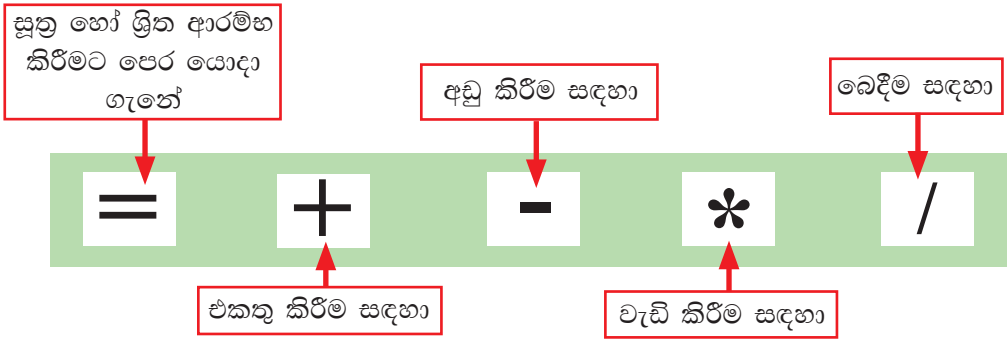 සූත්‍ර හෝ ශ්‍රිත ආරම්භ
කිරීමට පෙර යොදා
ගැනේ
අඩු කිරීම සඳහා
බෙදීම සඳහා
= + - * /
එකතු කිරීම සඳහා
වැඩි කිරීම සඳහා